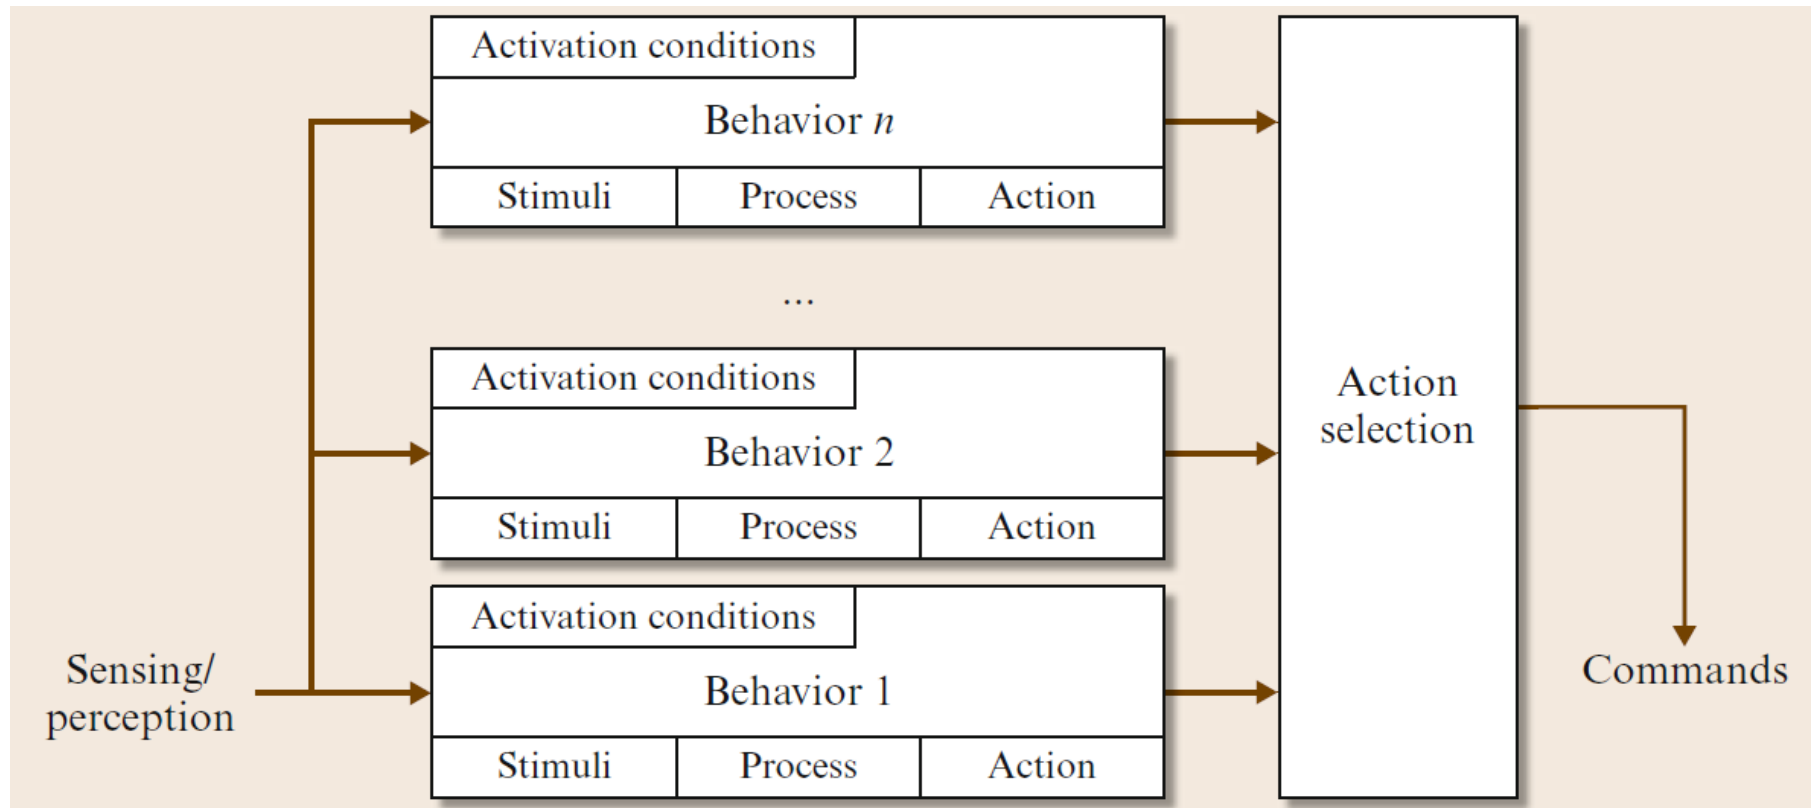 Activation conditions
Behavior n
Stimuli Process Action
...
Activation conditions
Behavior 2
Stimuli Process Action
Activation conditions
Behavior 1
Stimuli Process Action
Sensing/
perception
Action
selection
Commands